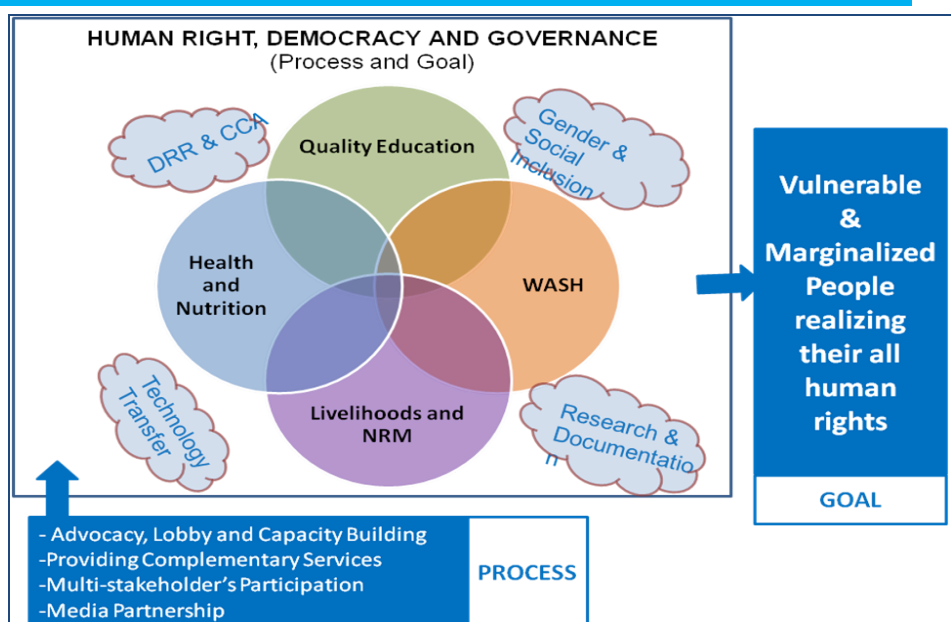 HUMAN RIGHT, DEMOCRACY AND GOVERNANCE
(Process and Goal)
DRR & CCA
Quality Education
Gender &
Social
Inclusion
Health
and
Nutrition
WASH
Livelihoods and
NRM
Technology
Transfer
Research &
Documentatio
n
Vulnerable
&
Marginalized
People
realizing
their all
human
rights
GOAL
- Advocacy, Lobby and Capacity Building
-Providing Complementary Services
-Multi-stakeholder's Participation
-Media Partnership
PROCESS